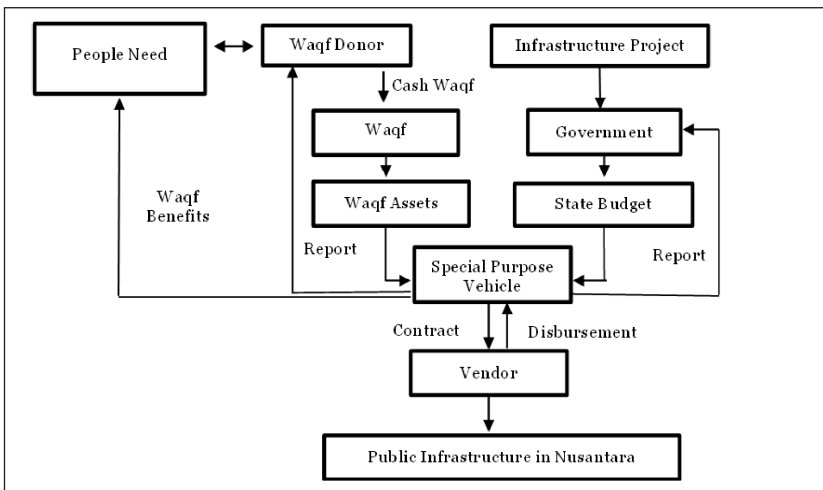 People Need
Waqf Donor
Infrastructure Project
Cash Waqf
Waqf
Government
Waqf
Benefits
Waqf Assets
State Budget
Report
Special Purpose
Vehicle
Report
Contract
Disbursement
Vendor
Public Infrastructure in Nusantara